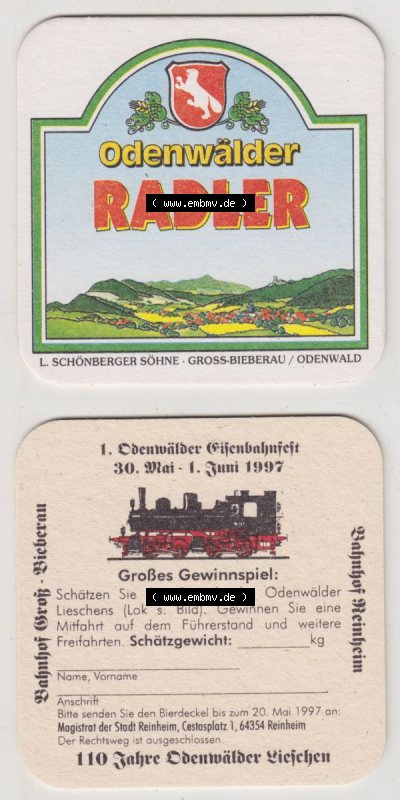 Odenwälder
RADLER
( www.embmv.de )
L. SCHÖNBERGER SÖHNE · GROSS-BIEBERAU / ODENWALD
1. Odenwälder Eisenbahnfest
30. Mai - 1. Juni 1997
Bahnhof Groß - Bieberau
Bahnhof Reinheim
Großes Gewinnspiel:
Schätzen Sie ( www.embmv.de ) Odenwälder
Lieschens (Lok s. Bild). Gewinnen Sie eine
Mitfahrt auf dem Führerstand und weitere
Freifahrten. Schätzgewicht: ________ kg
Name, Vorname
Anschrift
Bitte senden Sie den Bierdeckel bis zum 20. Mai 1997 an:
Magistrat der Stadt Reinheim, Cestasplatz 1, 64354 Reinheim
Der Rechtsweg ist ausgeschlossen.
110 Jahre Odenwälder Lieschen